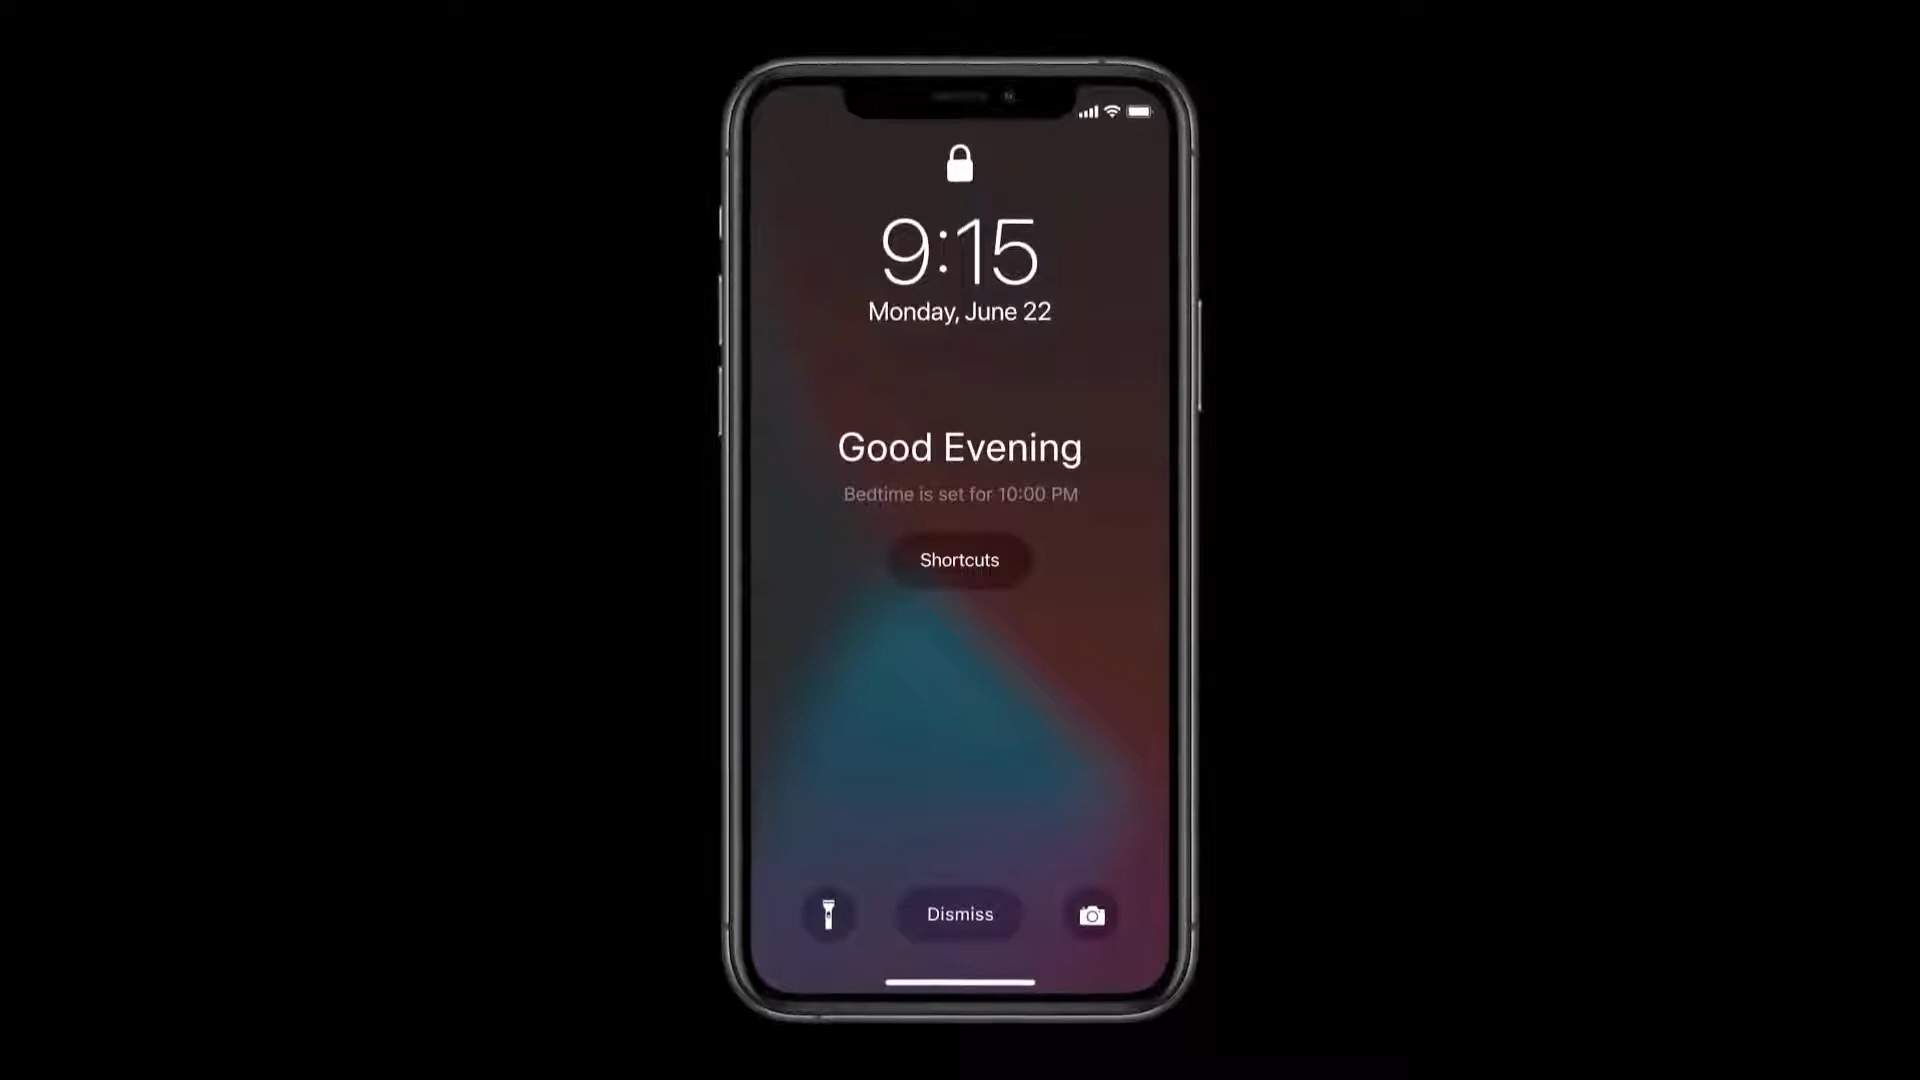 9:15
Monday, June 22
Good Evening
Bedtime is set for 10:00 PM
Shortcuts
Dismiss